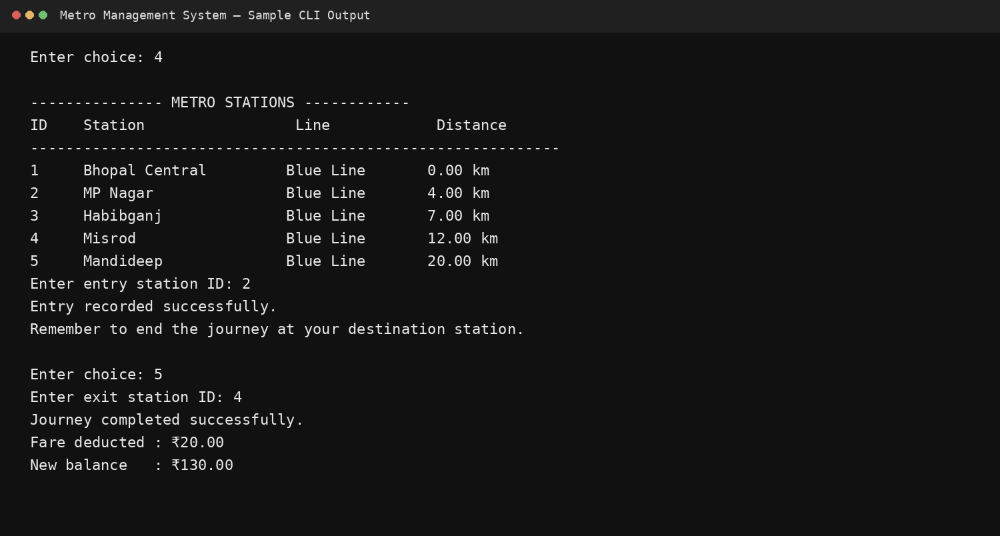 Metro Management System — Sample CLI Output
Enter choice: 4
--------------- METRO STATIONS ------------
ID    Station                 Line            Distance
------------------------------------------------------------
1     Bhopal Central         Blue Line       0.00 km
2     MP Nagar               Blue Line       4.00 km
3     Habibganj              Blue Line       7.00 km
4     Misrod                 Blue Line       12.00 km
5     Mandideep              Blue Line       20.00 km
Enter entry station ID: 2
Entry recorded successfully.
Remember to end the journey at your destination station.
Enter choice: 5
Enter exit station ID: 4
Journey completed successfully.
Fare deducted : ₹20.00
New balance   : ₹130.00